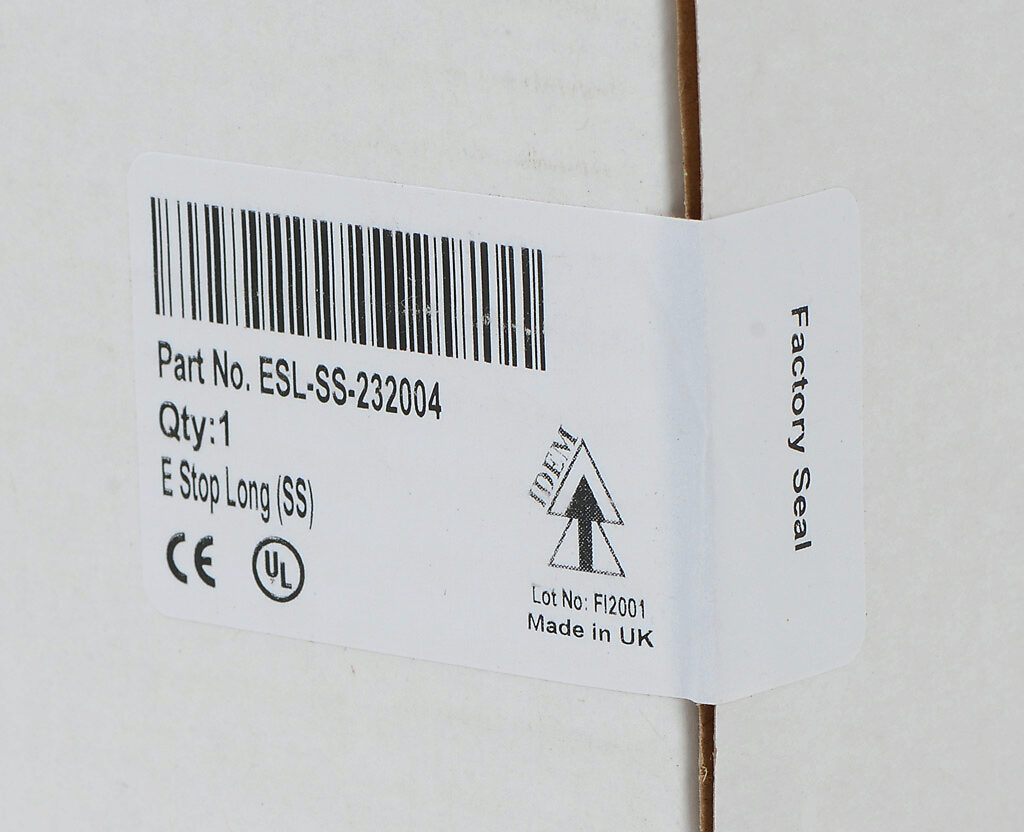 Part No. ESL-SS-232004
Qty:1
E Stop Long (SS)
CE
UL
IDEM
Lot No: FI2001
Made in UK
Factory Seal